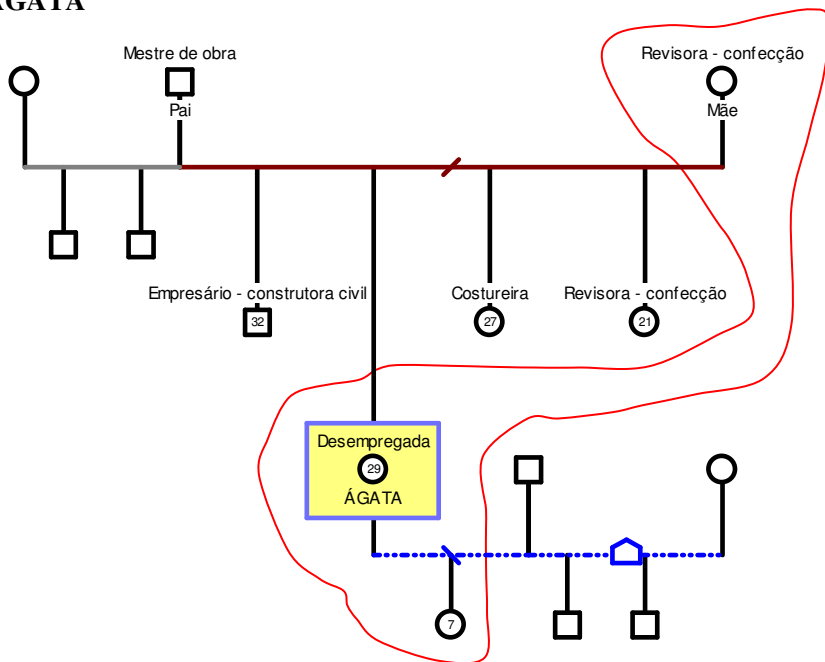 ÁGATA
Mestre de obra
Revisora - confecção
Pai
Mãe
Empresário - construtora civil
Costureira
Revisora - confecção
32
27
21
Desempregada
29
ÁGATA
7